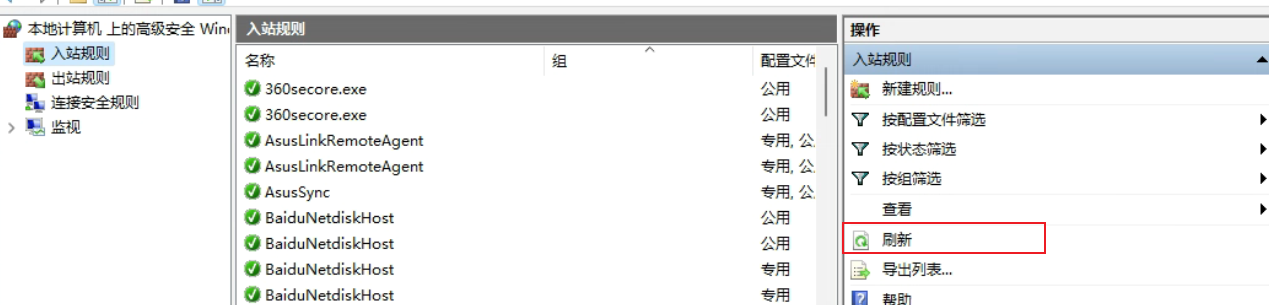 本地计算机 上的高级安全 Wind
入站规则
出站规则
连接安全规则
监视
入站规则
名称 组 配置文件
360secore.exe 公用
360secore.exe 公用
AsusLinkRemoteAgent 专用, 公
AsusLinkRemoteAgent 专用, 公
AsusSync 专用, 公
BaiduNetdiskHost 公用
BaiduNetdiskHost 公用
BaiduNetdiskHost 专用
BaiduNetdiskHost 专用
操作
入站规则
新建规则...
按配置文件筛选
按状态筛选
按组筛选
查看
刷新
导出列表...
帮助